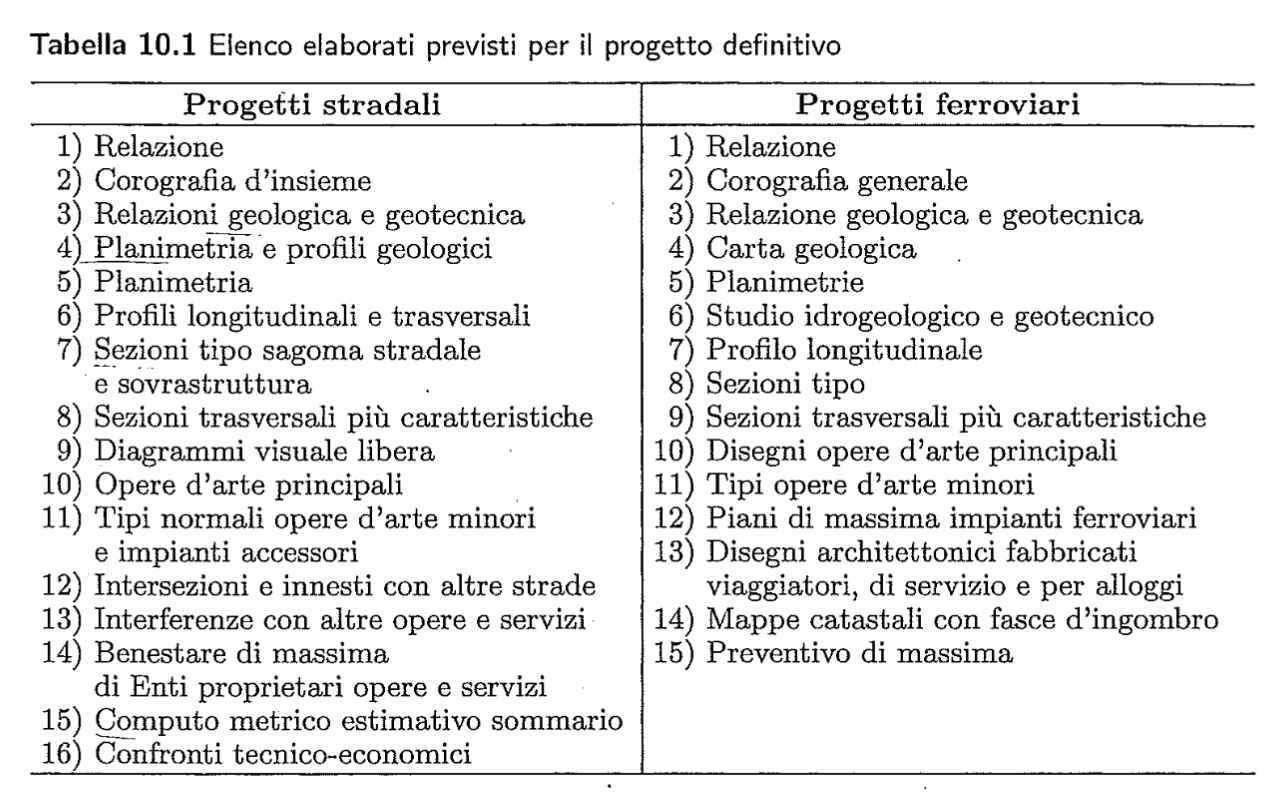 Tabella 10.1 Elenco elaborati previsti per il progetto definitivo
Progetti stradali
1) Relazione
2) Corografia d'insieme
3) Relazioni geologica e geotecnica
4) Planimetria e profili geologici
5) Planimetria
6) Profili longitudinali e trasversali
7) Sezioni tipo sagoma stradale
e sovrastruttura
8) Sezioni trasversali più caratteristiche
9) Diagrammi visuale libera
10) Opere d'arte principali
11) Tipi normali opere d'arte minori
e impianti accessori
12) Intersezioni e innesti con altre strade
13) Interferenze con altre opere e servizi
14) Benestare di massima
di Enti proprietari opere e servizi
15) Computo metrico estimativo sommario
16) Confronti tecnico-economici
Progetti ferroviari
1) Relazione
2) Corografia generale
3) Relazione geologica e geotecnica
4) Carta geologica
5) Planimetrie
6) Studio idrogeologico e geotecnico
7) Profilo longitudinale
8) Sezioni tipo
9) Sezioni trasversali più caratteristiche
10) Disegni opere d'arte principali
11) Tipi opere d'arte minori
12) Piani di massima impianti ferroviari
13) Disegni architettonici fabbricati
viaggiatori, di servizio e per alloggi
14) Mappe catastali con fasce d'ingombro
15) Preventivo di massima